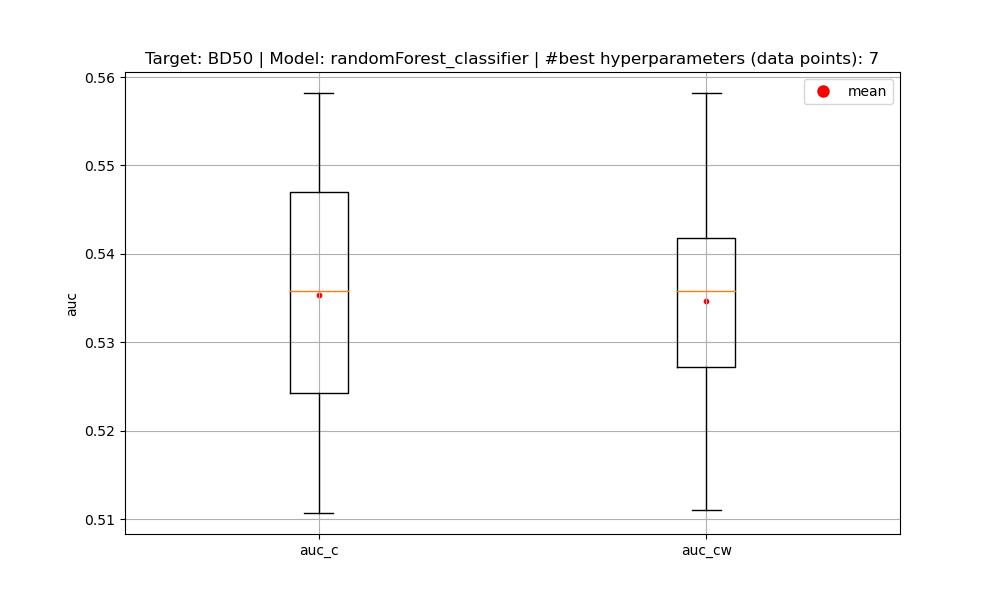 Target: BD50 | Model: randomForest_classifier | #best hyperparameters (data points): 7
mean
0.56
0.55
0.54
0.53
0.52
0.51
auc
auc_c
auc_cw